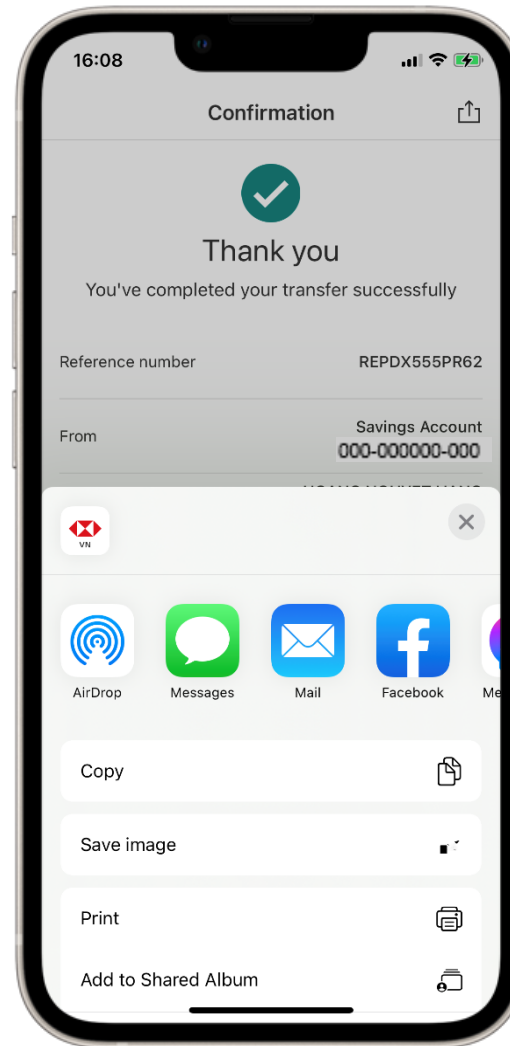 16:08
Confirmation
Thank you
You've completed your transfer successfully
Reference number REPDX555PR62
From Savings Account
000-000000-000
VN
AirDrop Messages Mail Facebook Me
Copy
Save image
Print
Add to Shared Album